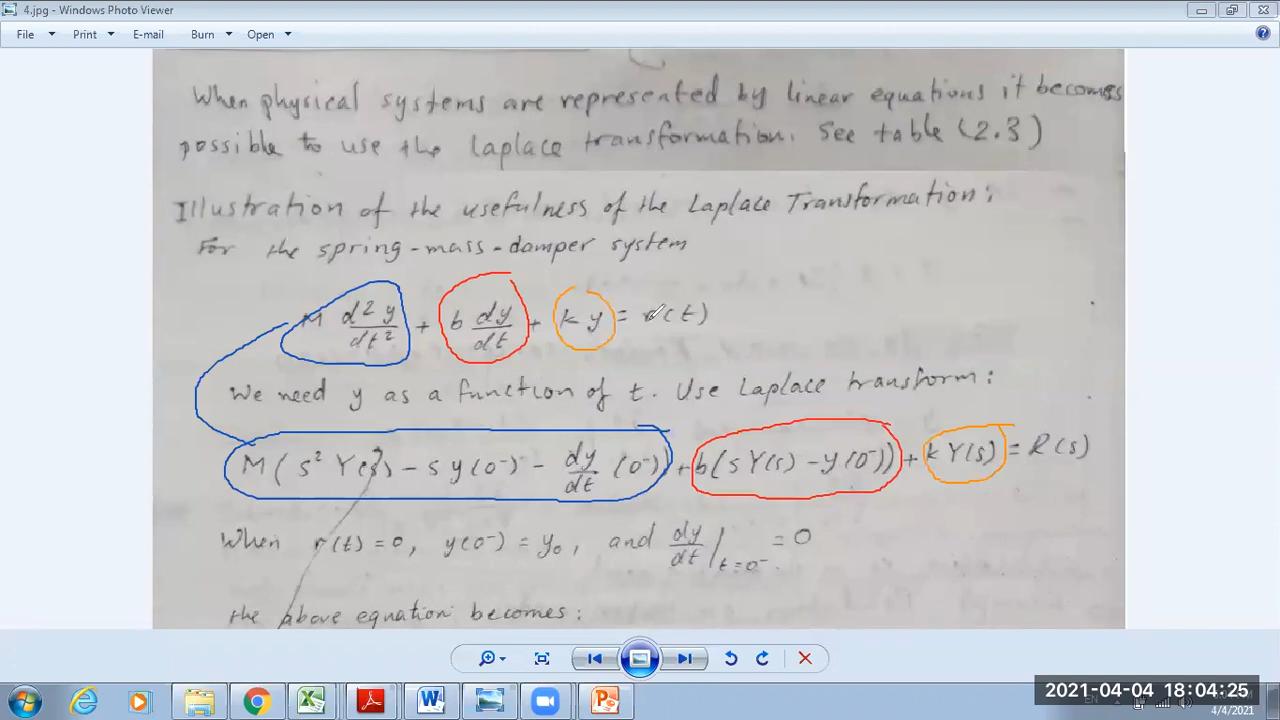 4.jpg - Windows Photo Viewer
File Print E-mail Burn Open
When physical systems are represented by linear equations it becomes
possible to use the Laplace transformation. See table (2.3)
Illustration of the usefulness of the Laplace Transformation:
For the spring-mass-damper system
M d²y/dt² + b dy/dt + k y = r(t)
We need y as a function of t. Use Laplace transform:
M( s² Y(s) - s y(0⁻) - dy/dt (0⁻)) + b(s Y(s) - y(0⁻)) + k Y(s) = R(s)
When r(t) = 0, y(0⁻) = y₀, and dy/dt |t=0⁻ = 0
the above equation becomes:
2021-04-04 18:04:25
4/4/2021